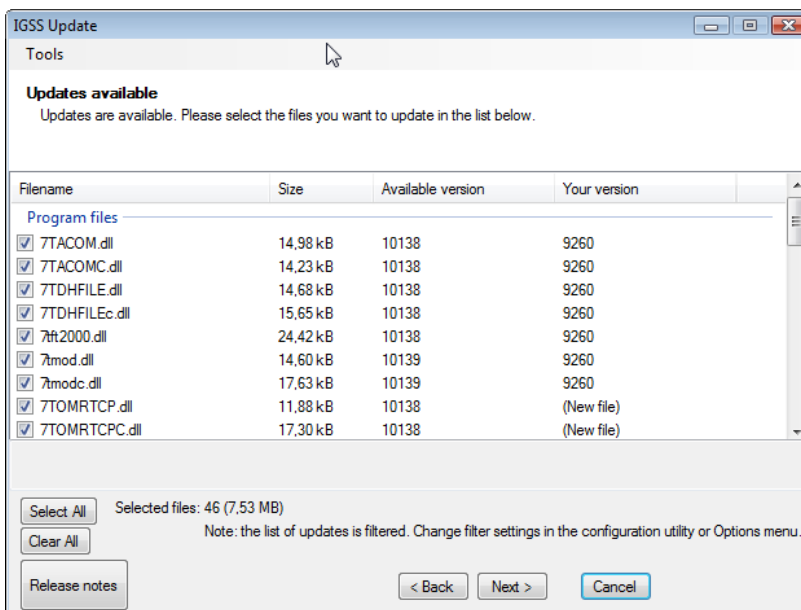 IGSS Update
Tools
Updates available
Updates are available. Please select the files you want to update in the list below.
Filename Size Available version Your version
Program files
7TACOM.dll 14,98 kB 10138 9260
7TACOMC.dll 14,23 kB 10138 9260
7TDHFILE.dll 14,68 kB 10138 9260
7TDHFILEc.dll 15,65 kB 10138 9260
7tft2000.dll 24,42 kB 10138 9260
7tmod.dll 14,60 kB 10139 9260
7tmodc.dll 17,63 kB 10139 9260
7TOMRTCP.dll 11,88 kB 10138 (New file)
7TOMRTCPC.dll 17,30 kB 10138 (New file)
Select All Selected files: 46 (7,53 MB)
Note: the list of updates is filtered. Change filter settings in the configuration utility or Options menu.
Clear All
Release notes < Back Next > Cancel